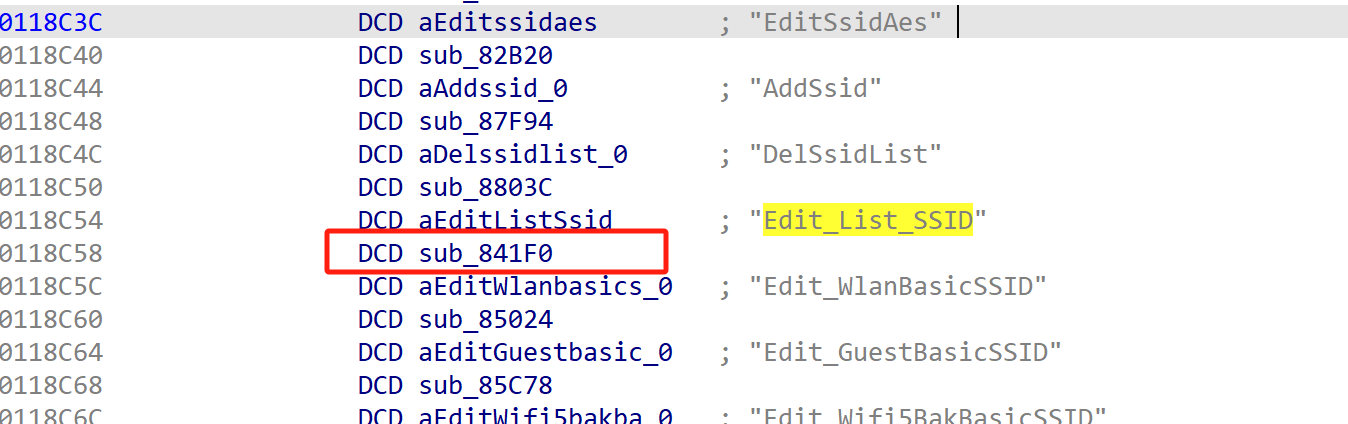 0118C3C DCD aEditssidaes ; "EditSsidAes"
0118C40 DCD sub_82B20
0118C44 DCD aAddssid_0 ; "AddSsid"
0118C48 DCD sub_87F94
0118C4C DCD aDelssidlist_0 ; "DelSsidList"
0118C50 DCD sub_8803C
0118C54 DCD aEditListSsid ; "Edit_List_SSID"
0118C58 DCD sub_841F0
0118C5C DCD aEditWlanbasics_0 ; "Edit_WlanBasicSSID"
0118C60 DCD sub_85024
0118C64 DCD aEditGuestbasic_0 ; "Edit_GuestBasicSSID"
0118C68 DCD sub_85C78
0118C6C DCD aEditWifi5bakba_0 ; "Edit_Wifi5BakBasicSSID"